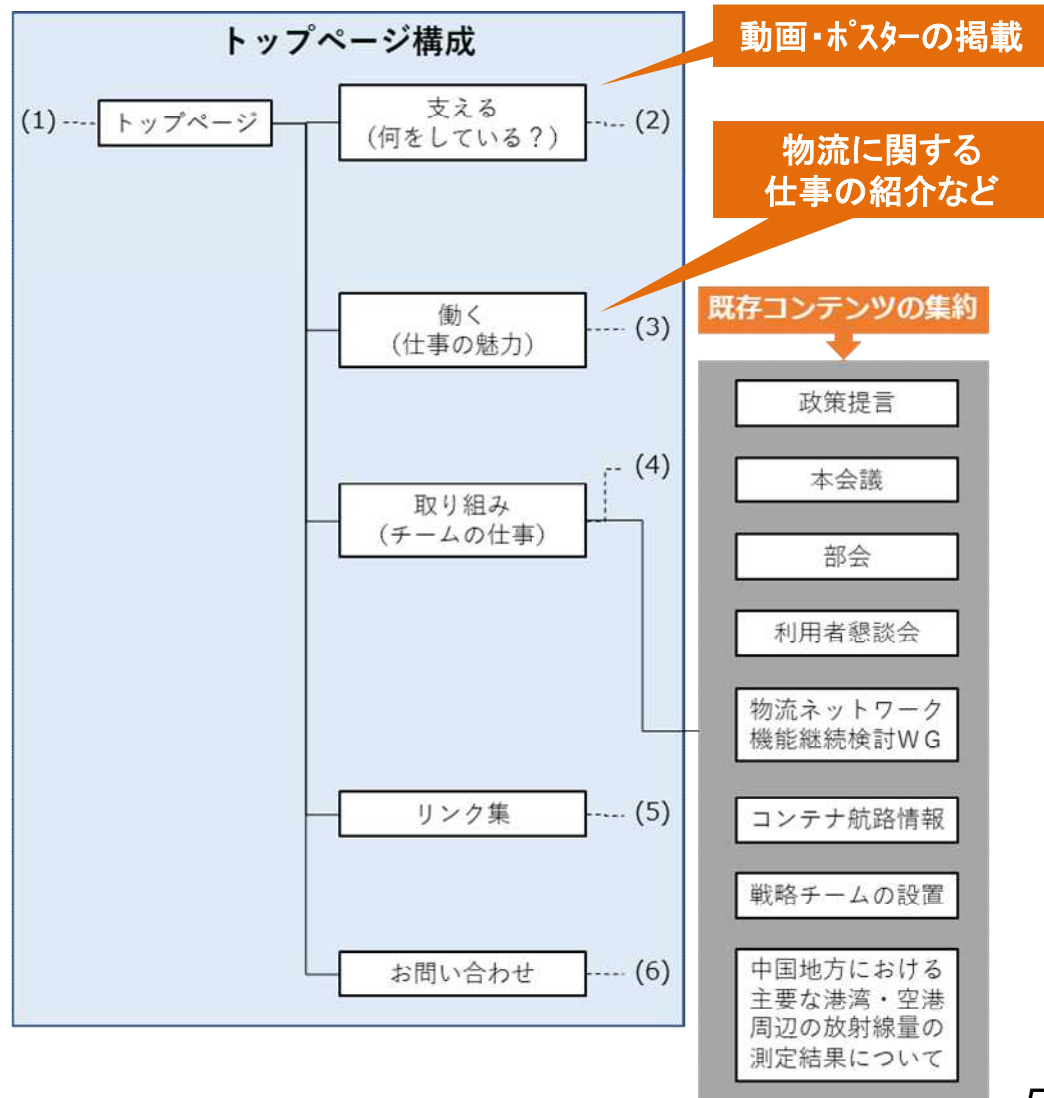 トップページ構成
動画・ポスターの掲載
(1)
トップページ
支える
(何をしている？)
(2)
物流に関する
仕事の紹介など
働く
(仕事の魅力)
(3)
取り組み
(チームの仕事)
(4)
リンク集
(5)
お問い合わせ
(6)
既存コンテンツの集約
政策提言
本会議
部会
利用者懇談会
物流ネットワーク
機能継続検討ＷＧ
コンテナ航路情報
戦略チームの設置
中国地方における
主要な港湾・空港
周辺の放射線量の
測定結果について